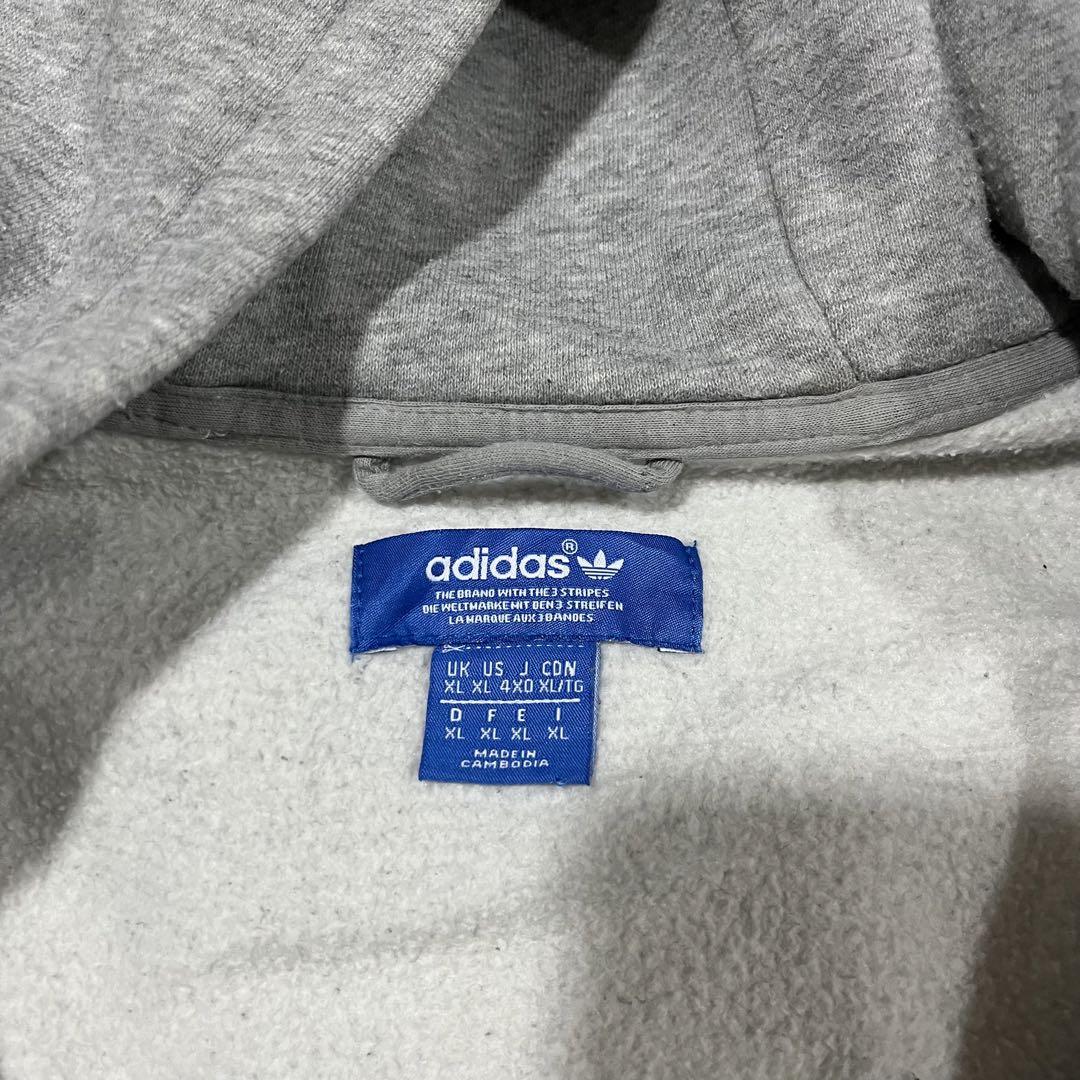 adidas®
THE BRAND WITH THE 3 STRIPES
DIE WELTMARKE MIT DEN 3 STREIFEN
LA MARQUE AUX 3 BANDES
UK US J CDN
XL XL 4XO XL/TG
D F E I
XL XL XL XL
MADE IN
CAMBODIA